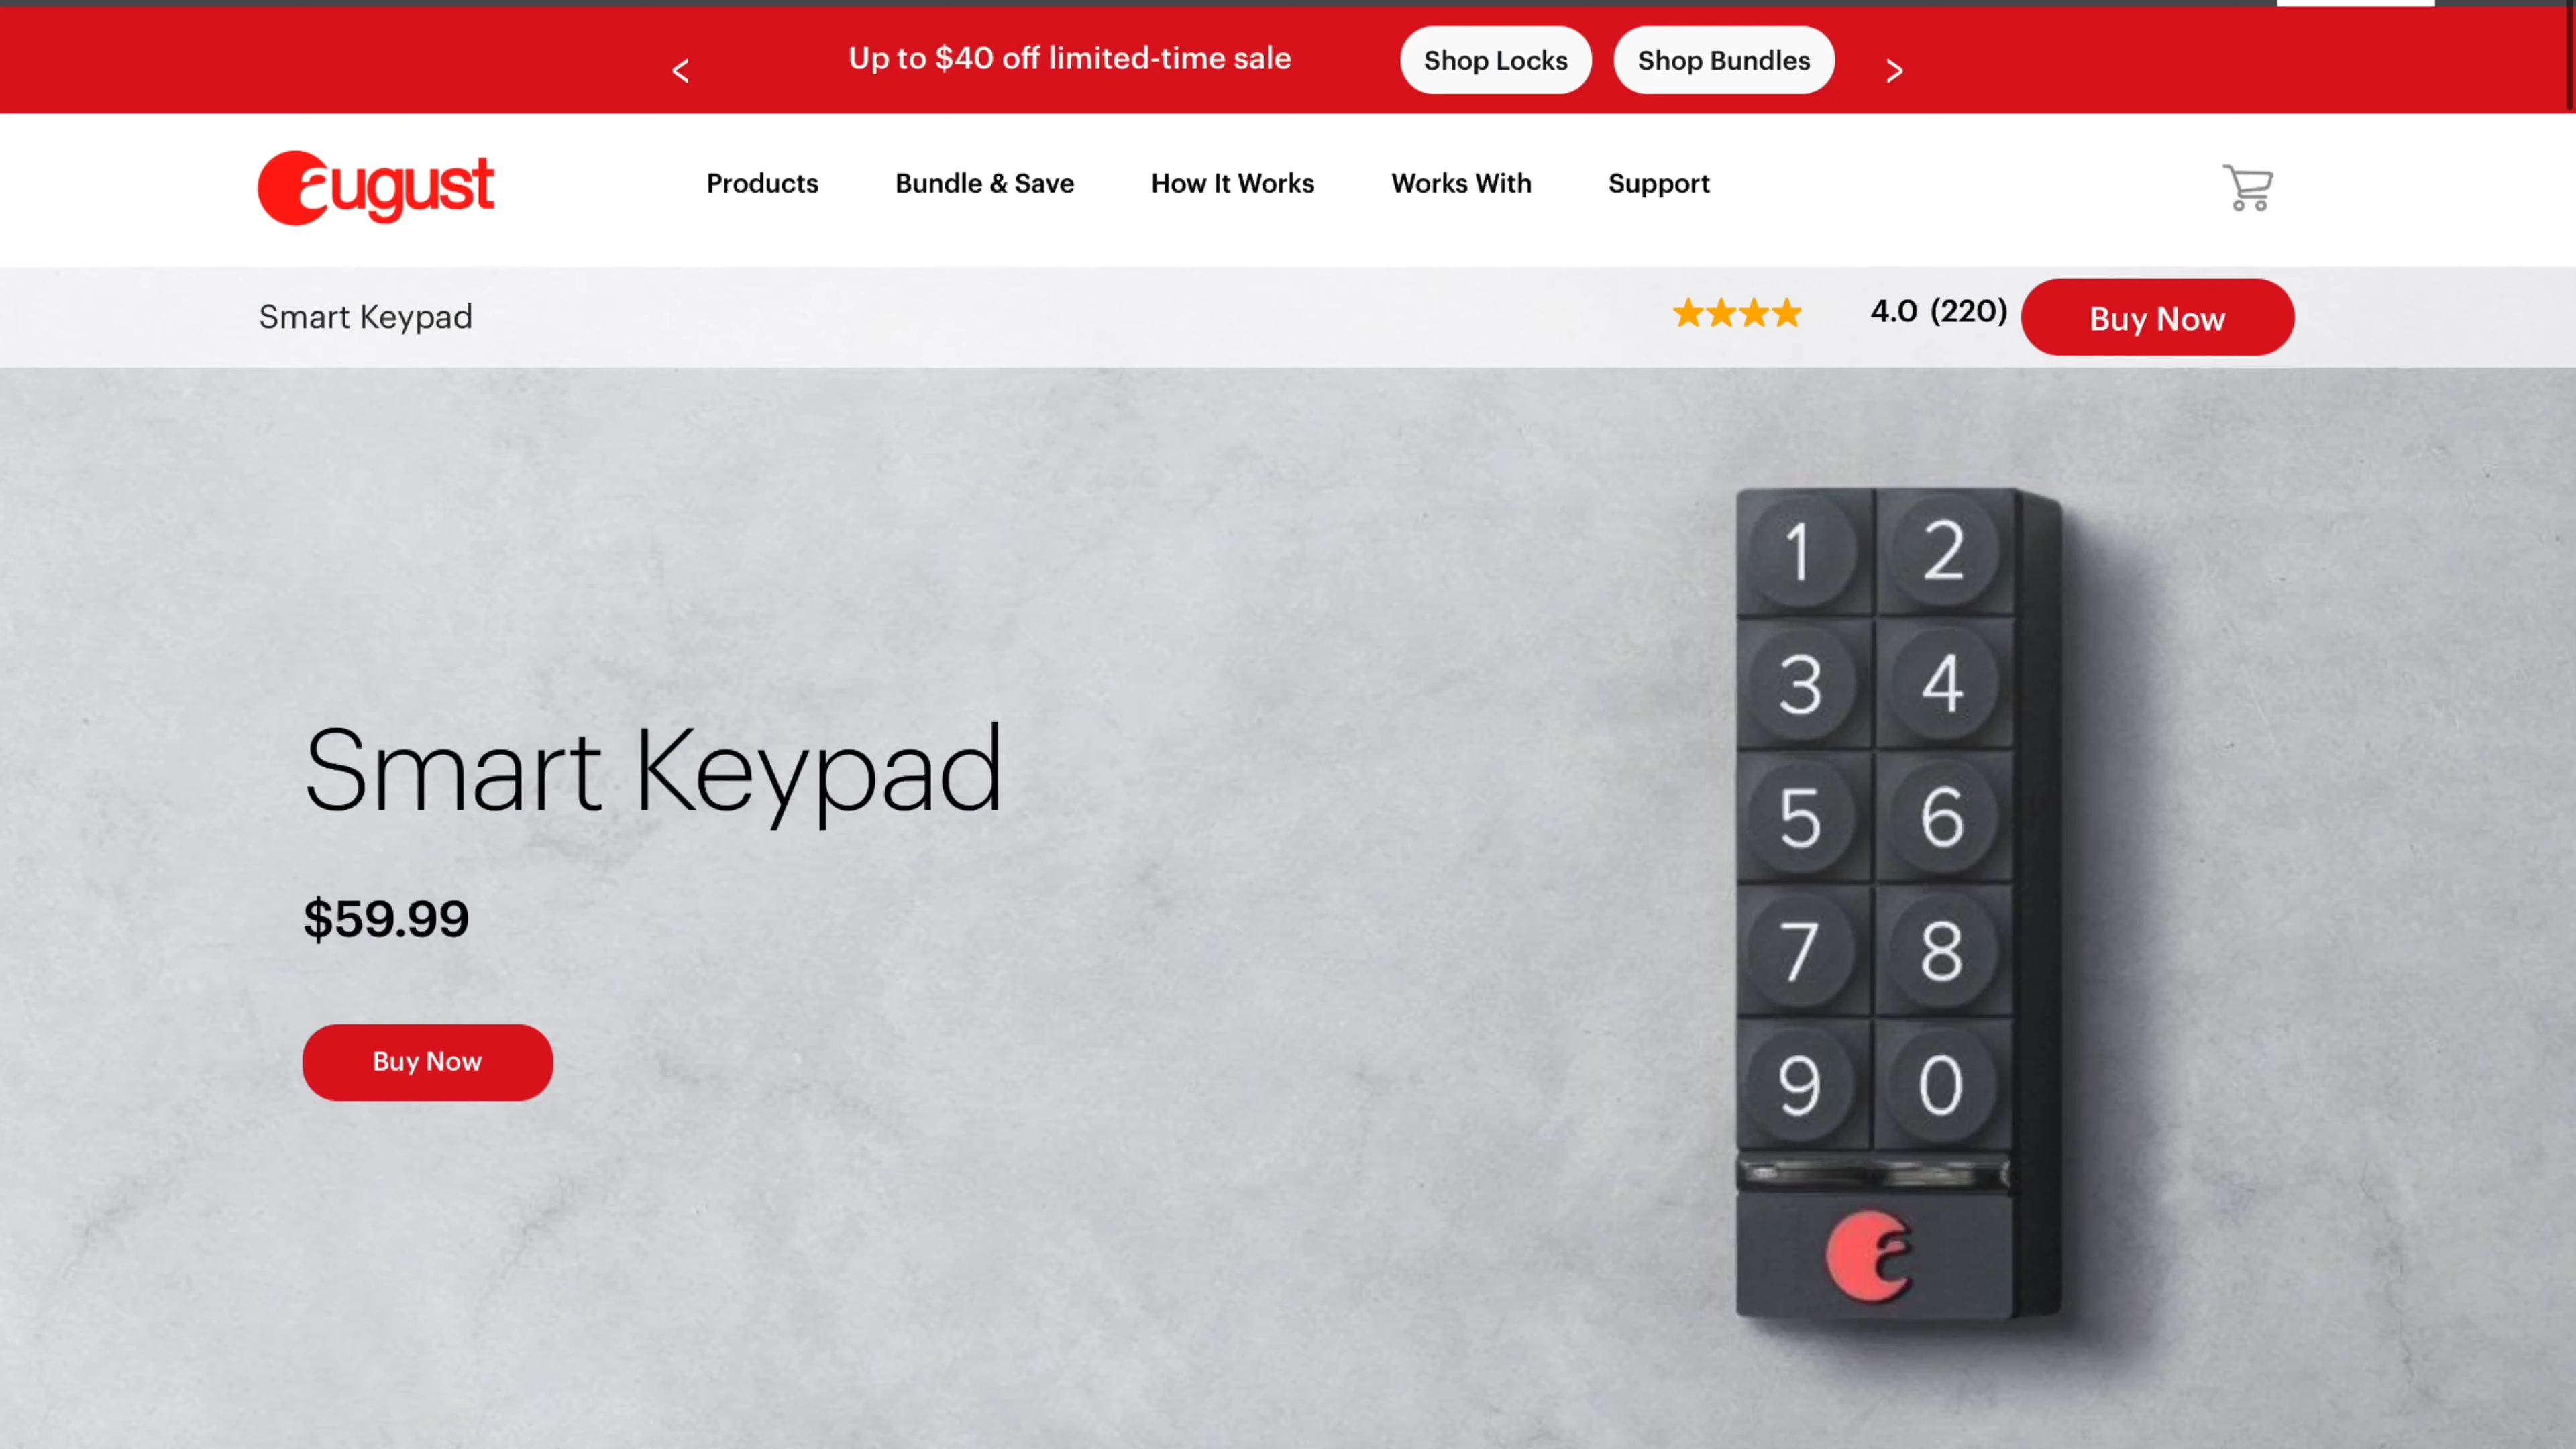 < Up to $40 off limited-time sale Shop Locks Shop Bundles >
august Products Bundle & Save How It Works Works With Support
Smart Keypad 4.0 (220) Buy Now
Smart Keypad
$59.99
Buy Now
1 2
3 4
5 6
7 8
9 0